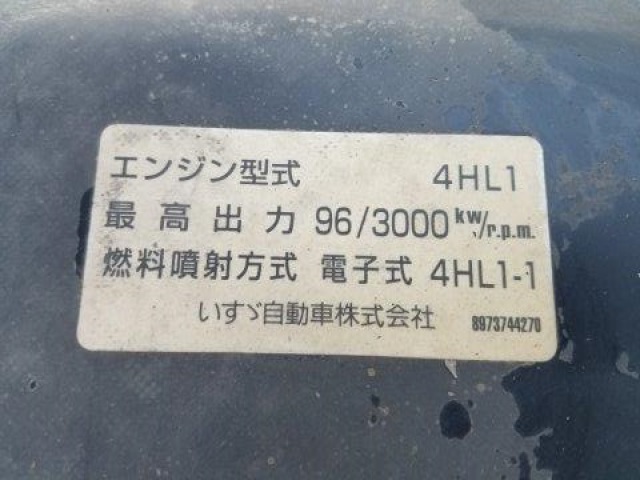 エンジン型式 4HL1
最高出力 96/3000 kw/r.p.m.
燃料噴射方式 電子式 4HL1-1
いすゞ自動車株式会社 8973744270